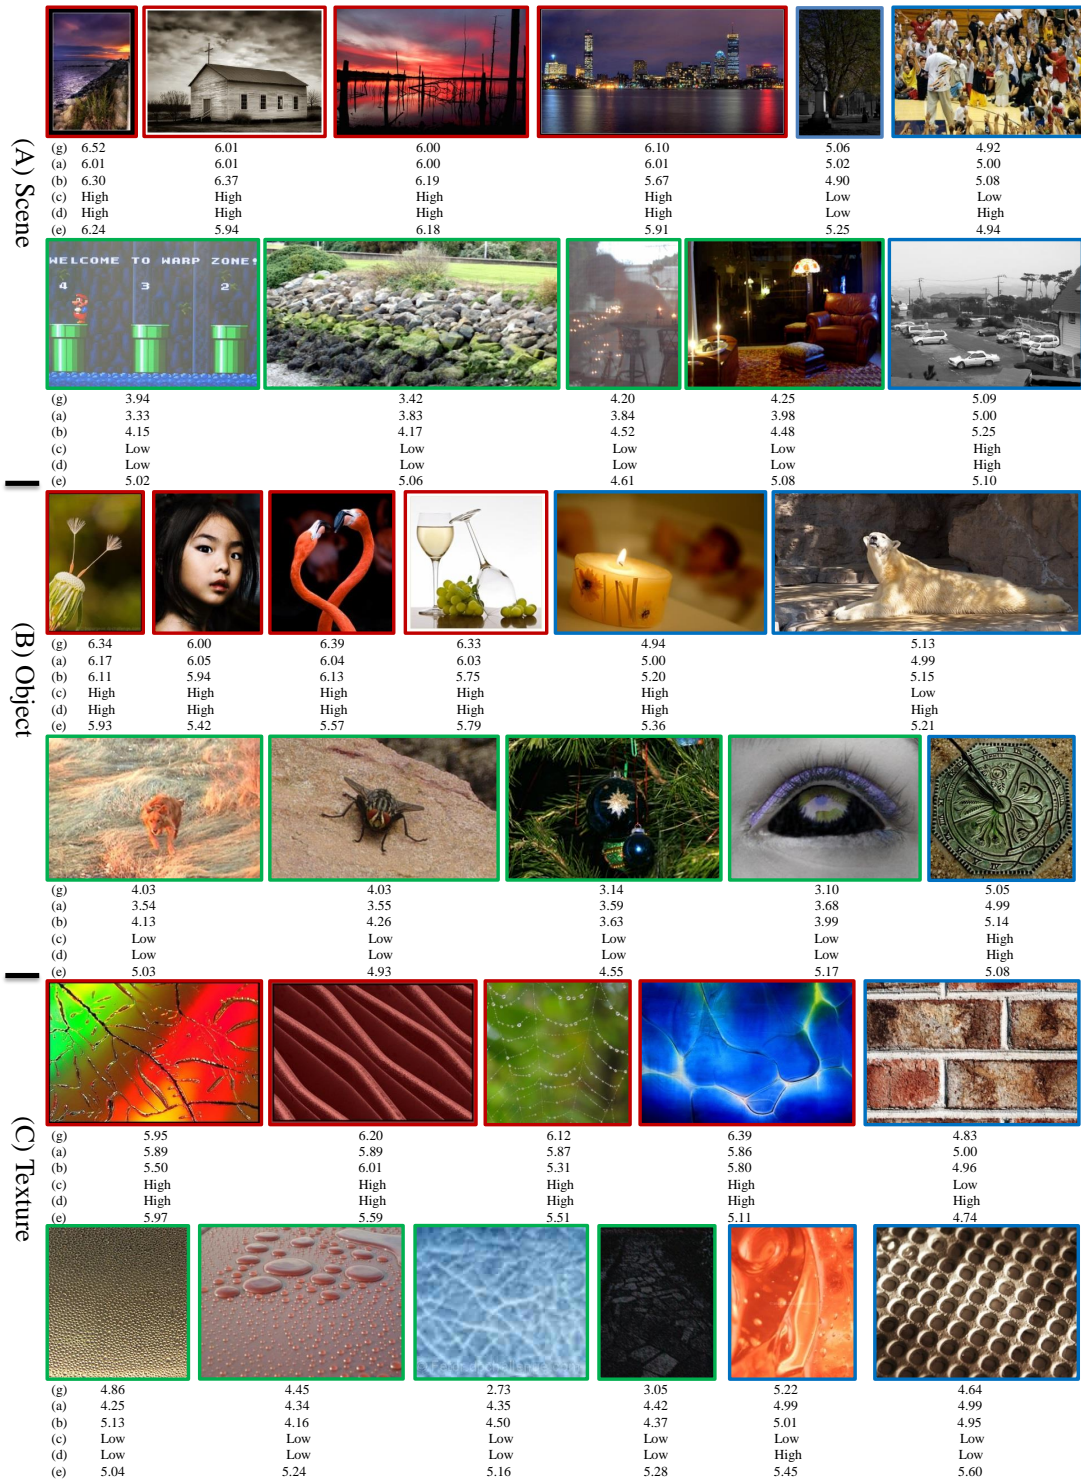 (A) Scene
(g) 6.52 6.01 6.00 6.10 5.06 4.92
(a) 6.01 6.01 6.00 6.01 5.02 5.00
(b) 6.30 6.37 6.19 5.67 4.90 5.08
(c) High High High High Low Low
(d) High High High High Low High
(e) 6.24 5.94 6.18 5.91 5.25 4.94
WELCOME TO WARP ZONE!
4 3 2
(g) 3.94 3.42 4.20 4.25 5.09
(a) 3.33 3.83 3.84 3.98 5.00
(b) 4.15 4.17 4.52 4.48 5.25
(c) Low Low Low Low High
(d) Low Low Low Low High
(e) 5.02 5.06 4.61 5.08 5.10
(B) Object
(g) 6.34 6.00 6.39 6.33 4.94 5.13
(a) 6.17 6.05 6.04 6.03 5.00 4.99
(b) 6.11 5.94 6.13 5.75 5.20 5.15
(c) High High High High High Low
(d) High High High High High High
(e) 5.93 5.42 5.57 5.79 5.36 5.21
(g) 4.03 4.03 3.14 3.10 5.05
(a) 3.54 3.55 3.59 3.68 4.99
(b) 4.13 4.26 3.63 3.99 5.14
(c) Low Low Low Low High
(d) Low Low Low Low High
(e) 5.03 4.93 4.55 5.17 5.08
(C) Texture
(g) 5.95 6.20 6.12 6.39 4.83
(a) 5.89 5.89 5.87 5.86 5.00
(b) 5.50 6.01 5.31 5.80 4.96
(c) High High High High Low
(d) High High High High High
(e) 5.97 5.59 5.51 5.11 4.74
(g) 4.86 4.45 2.73 3.05 5.22 4.64
(a) 4.25 4.34 4.35 4.42 4.99 4.99
(b) 5.13 4.16 4.50 4.37 5.01 4.95
(c) Low Low Low Low Low Low
(d) Low Low Low Low High Low
(e) 5.04 5.24 5.16 5.28 5.45 5.60